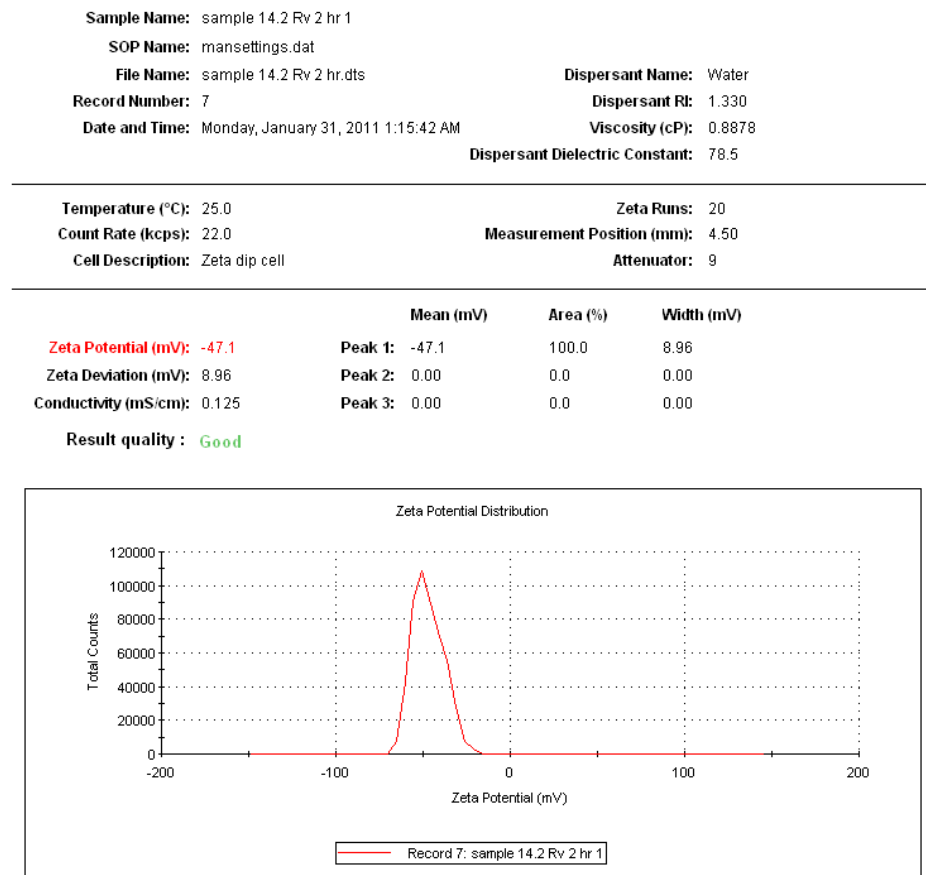 Sample Name: sample 14.2 Rv 2 hr 1
SOP Name: mansettings.dat
File Name: sample 14.2 Rv 2 hr.dts Dispersant Name: Water
Record Number: 7 Dispersant RI: 1.330
Date and Time: Monday, January 31, 2011 1:15:42 AM Viscosity (cP): 0.8878
Dispersant Dielectric Constant: 78.5
Temperature (°C): 25.0 Zeta Runs: 20
Count Rate (kcps): 22.0 Measurement Position (mm): 4.50
Cell Description: Zeta dip cell Attenuator: 9
Mean (mV) Area (%) Width (mV)
Zeta Potential (mV): -47.1 Peak 1: -47.1 100.0 8.96
Zeta Deviation (mV): 8.96 Peak 2: 0.00 0.0 0.00
Conductivity (mS/cm): 0.125 Peak 3: 0.00 0.0 0.00
Result quality : Good
Zeta Potential Distribution
120000
100000
80000
60000
40000
20000
0
Total Counts
-200 -100 0 100 200
Zeta Potential (mV)
Record 7: sample 14.2 Rv 2 hr 1